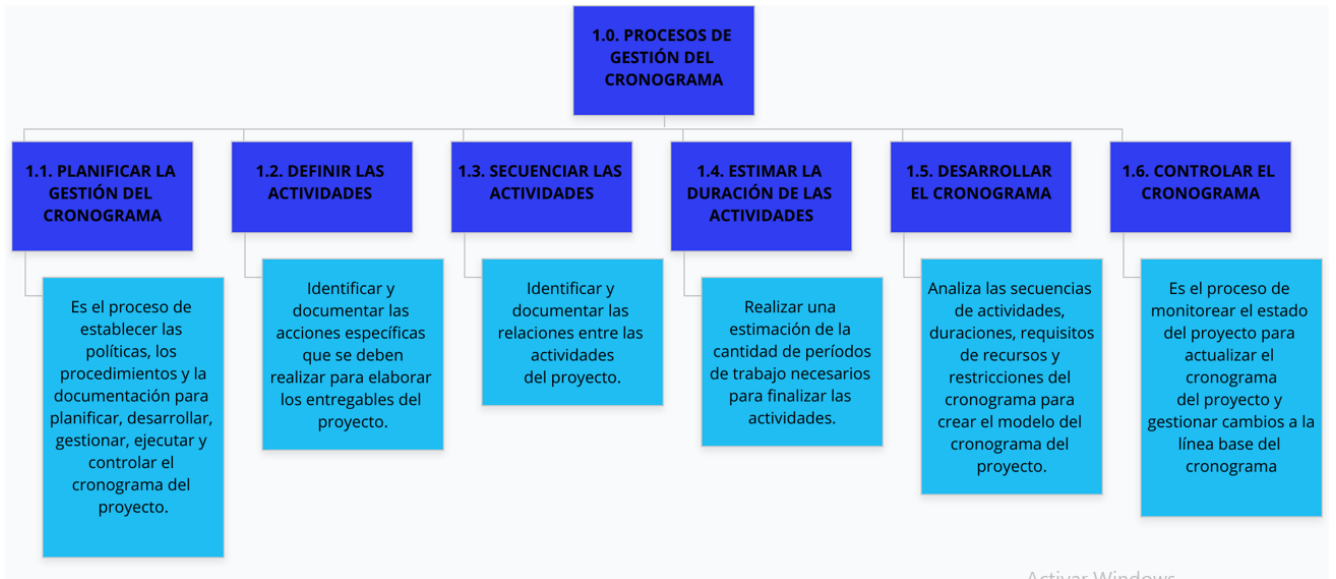 1.0. PROCESOS DE
GESTIÓN DEL
CRONOGRAMA
1.1. PLANIFICAR LA
GESTIÓN DEL
CRONOGRAMA
Es el proceso de
establecer las
políticas, los
procedimientos y la
documentación para
planificar, desarrollar,
gestionar, ejecutar y
controlar el
cronograma del
proyecto.
1.2. DEFINIR LAS
ACTIVIDADES
Identificar y
documentar las
acciones específicas
que se deben
realizar para elaborar
los entregables del
proyecto.
1.3. SECUENCIAR LAS
ACTIVIDADES
Identificar y
documentar las
relaciones entre las
actividades
del proyecto.
1.4. ESTIMAR LA
DURACIÓN DE LAS
ACTIVIDADES
Realizar una
estimación de la
cantidad de períodos
de trabajo necesarios
para finalizar las
actividades.
1.5. DESARROLLAR
EL CRONOGRAMA
Analiza las secuencias
de actividades,
duraciones, requisitos
de recursos y
restricciones del
cronograma para
crear el modelo del
cronograma del
proyecto.
1.6. CONTROLAR EL
CRONOGRAMA
Es el proceso de
monitorear el estado
del proyecto para
actualizar el
cronograma
del proyecto y
gestionar cambios a la
línea base del
cronograma
Activar Windows